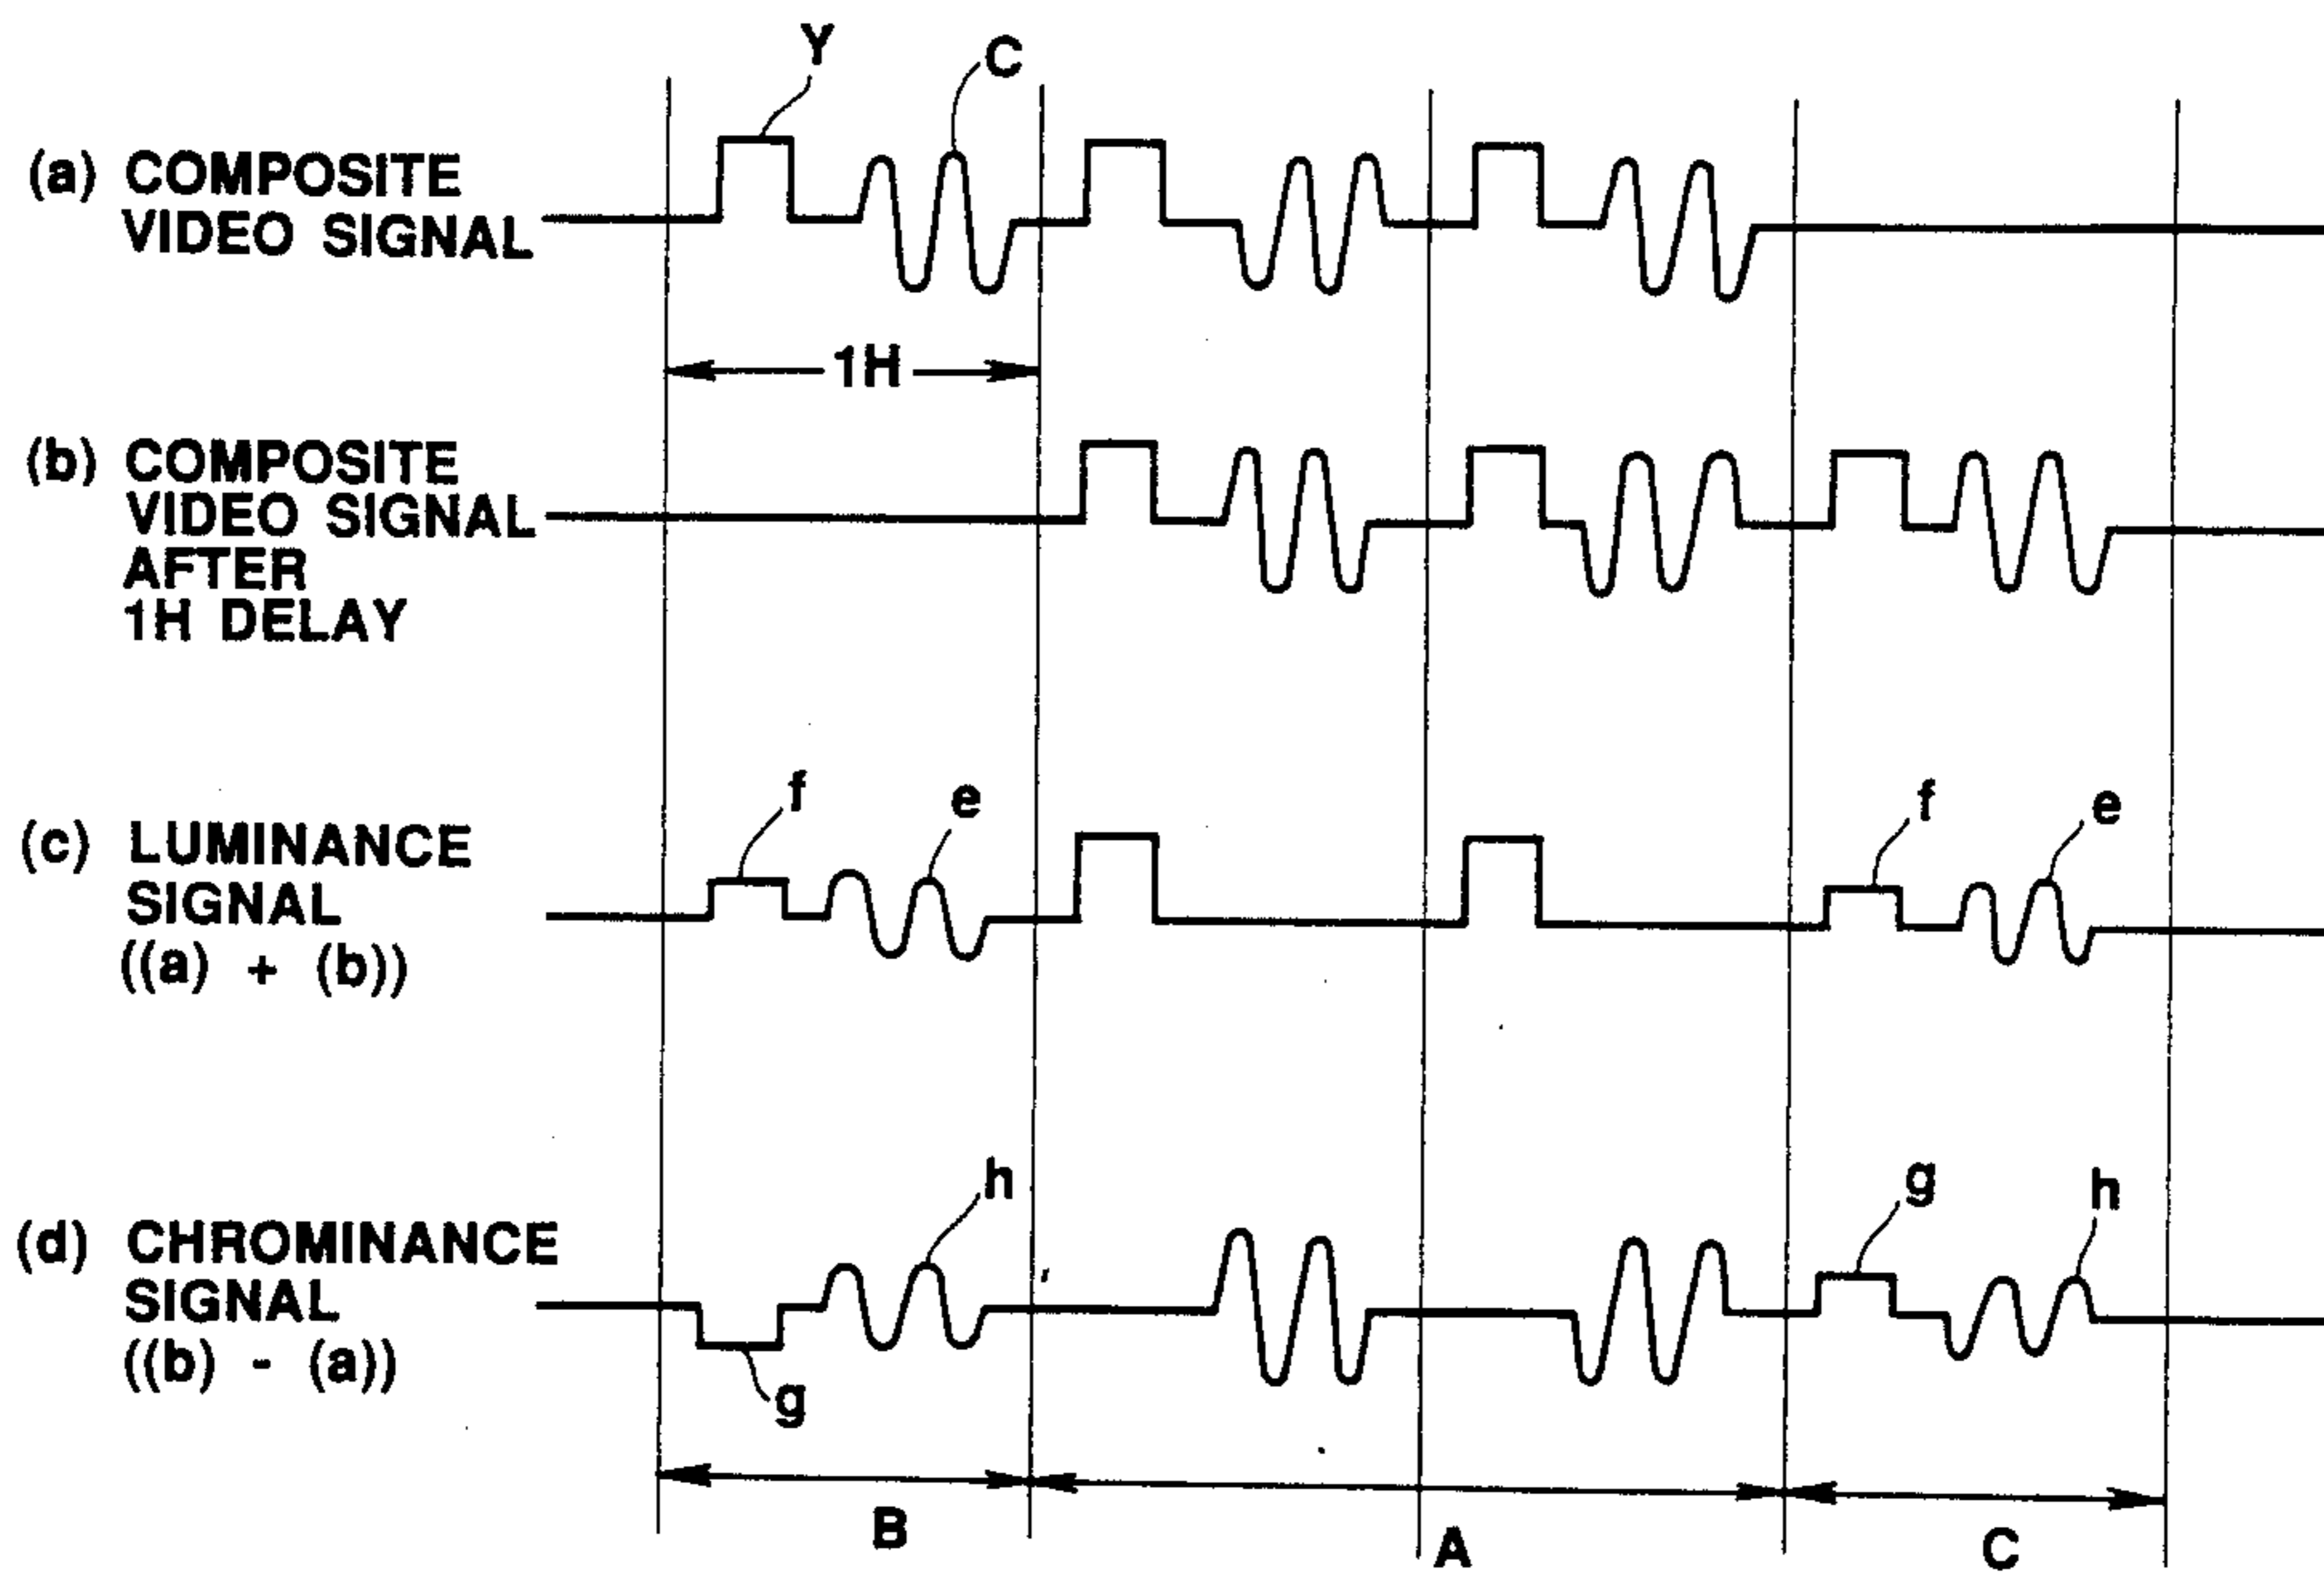 Y
C
(a) COMPOSITE
VIDEO SIGNAL
1H
(b) COMPOSITE
VIDEO SIGNAL
AFTER
1H DELAY
f
e
f
e
(c) LUMINANCE
SIGNAL
((a) + (b))
h
g
h
(d) CHROMINANCE
SIGNAL
((b) - (a))
g
B
A
C